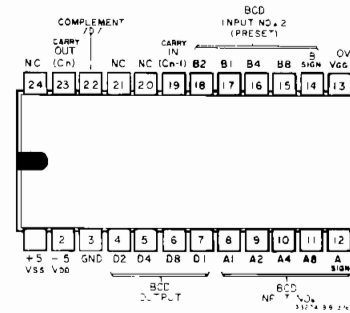 BCD
INPUT NO. 2
(PRESET)
COMPLEMENT
/D/
CARRY
OUT
(Cn)
CARRY
IN
(Cn-1)
NC NC NC B2 B1 B4 B8 B SIGN OV VGG
24 23 22 21 20 19 18 17 16 15 14 13
2 3 4 5 6 7 8 9 10 11 12
+5 -5 GND D2 D4 D8 D1 A1 A2 A4 A8 A
VSS VDD SIGN
BCD BCD